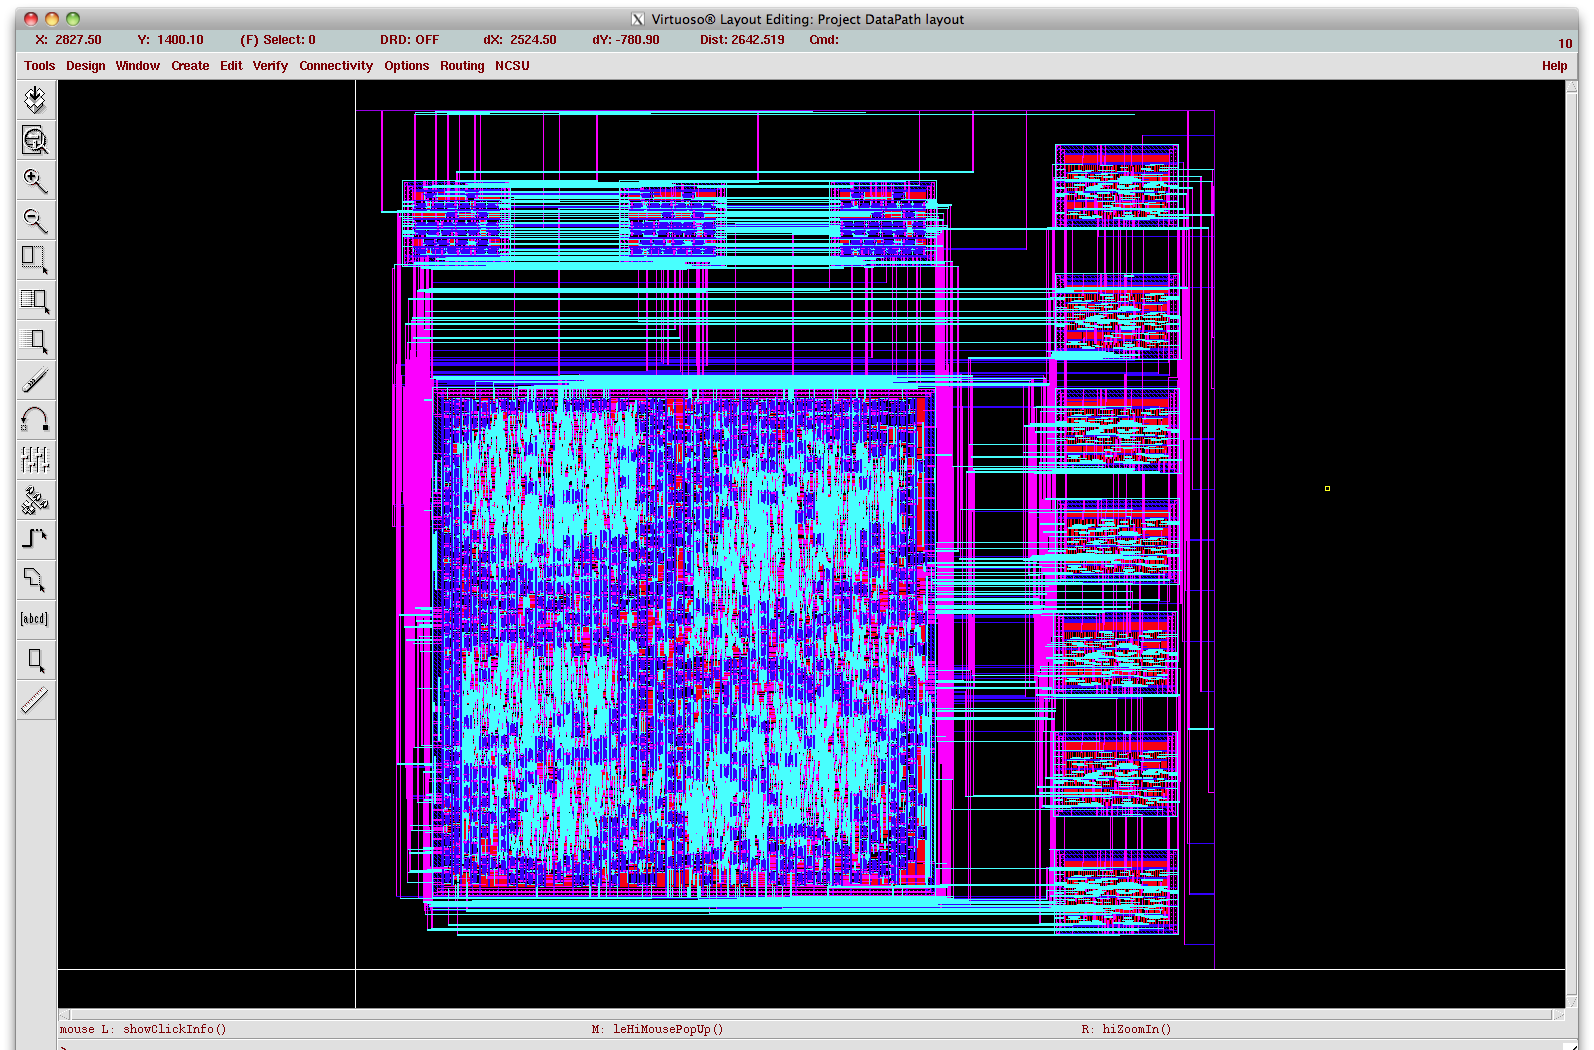 Virtuoso® Layout Editing: Project DataPath layout
X: 2827.50 Y: 1400.10 (F) Select: 0 DRD: OFF dX: 2524.50 dY: -780.90 Dist: 2642.519 Cmd:
10
Tools Design Window Create Edit Verify Connectivity Options Routing NCSU Help
[abcd]
mouse L: showClickInfo() M: leHiMousePopUp() R: hiZoomIn()